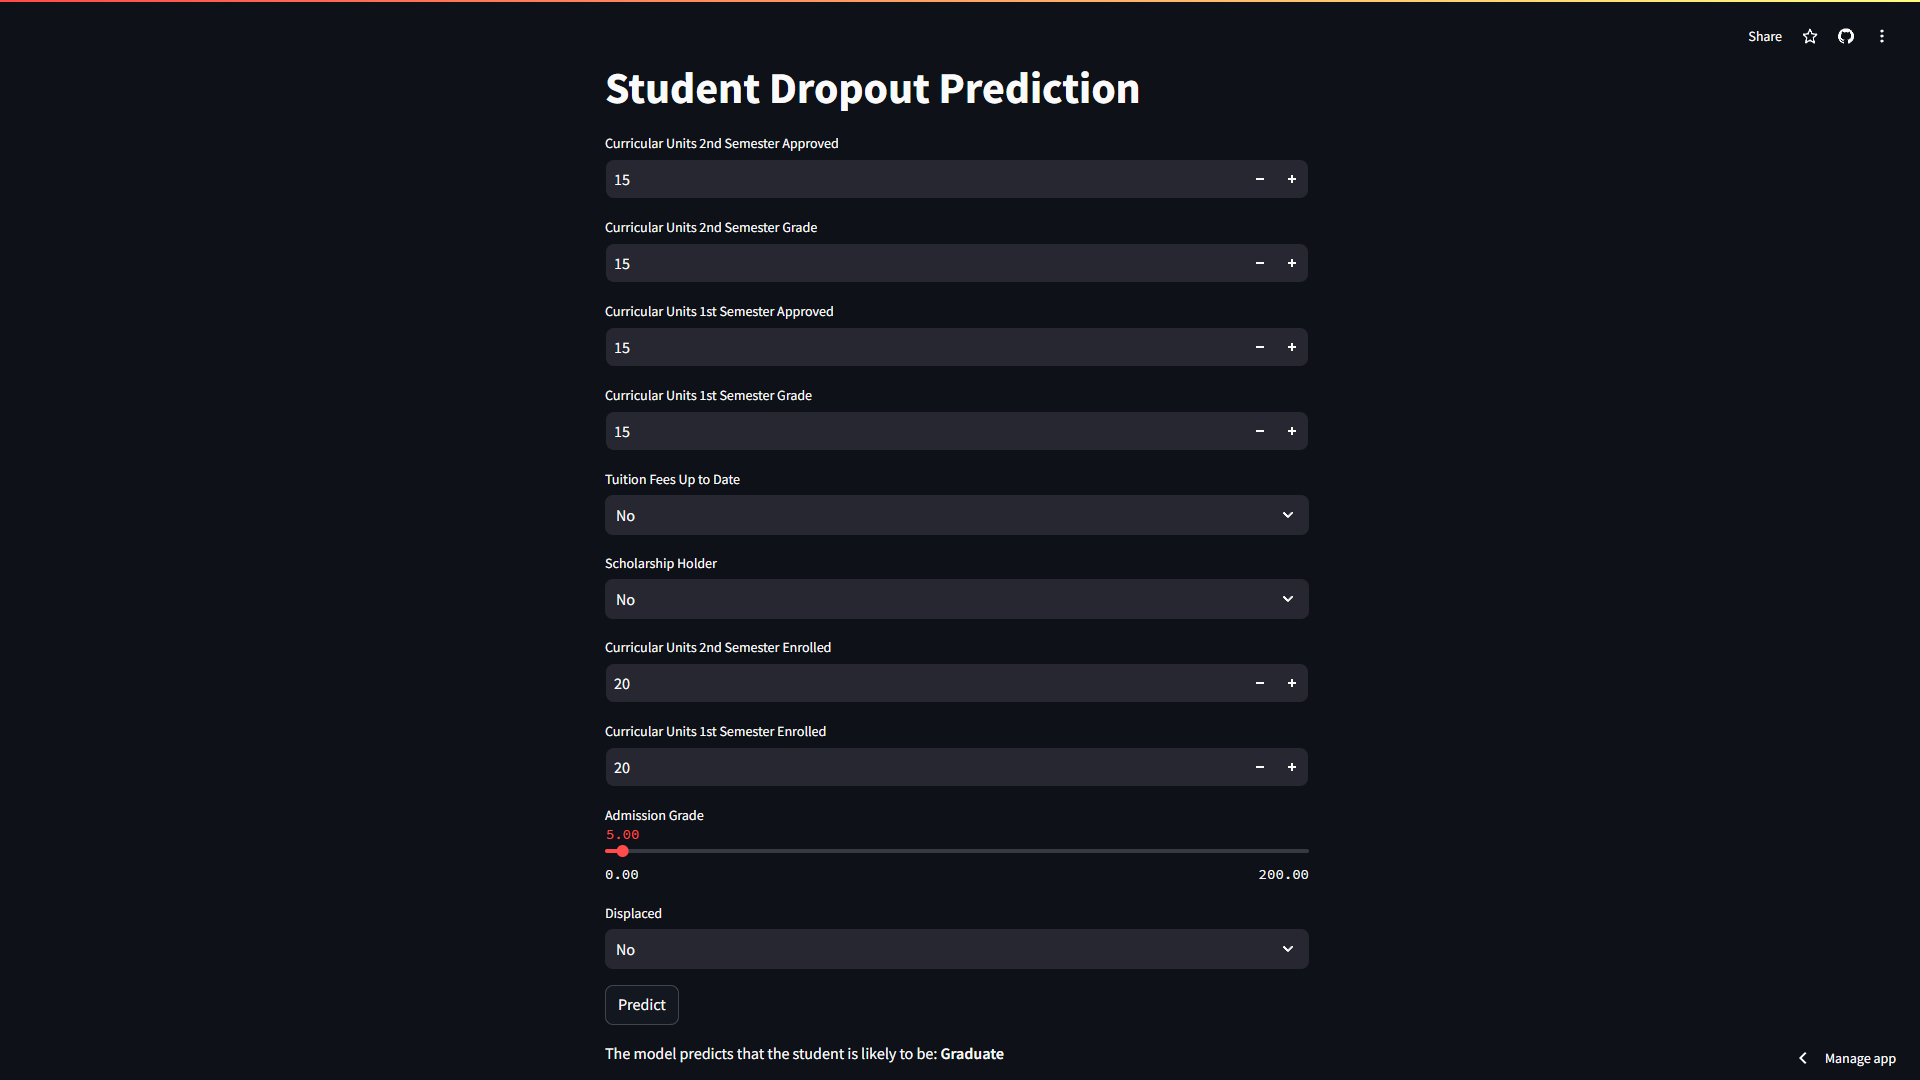 Share
Student Dropout Prediction
Curricular Units 2nd Semester Approved
15
Curricular Units 2nd Semester Grade
15
Curricular Units 1st Semester Approved
15
Curricular Units 1st Semester Grade
15
Tuition Fees Up to Date
No
Scholarship Holder
No
Curricular Units 2nd Semester Enrolled
20
Curricular Units 1st Semester Enrolled
20
Admission Grade
5.00
0.00 200.00
Displaced
No
Predict
The model predicts that the student is likely to be: Graduate
Manage app